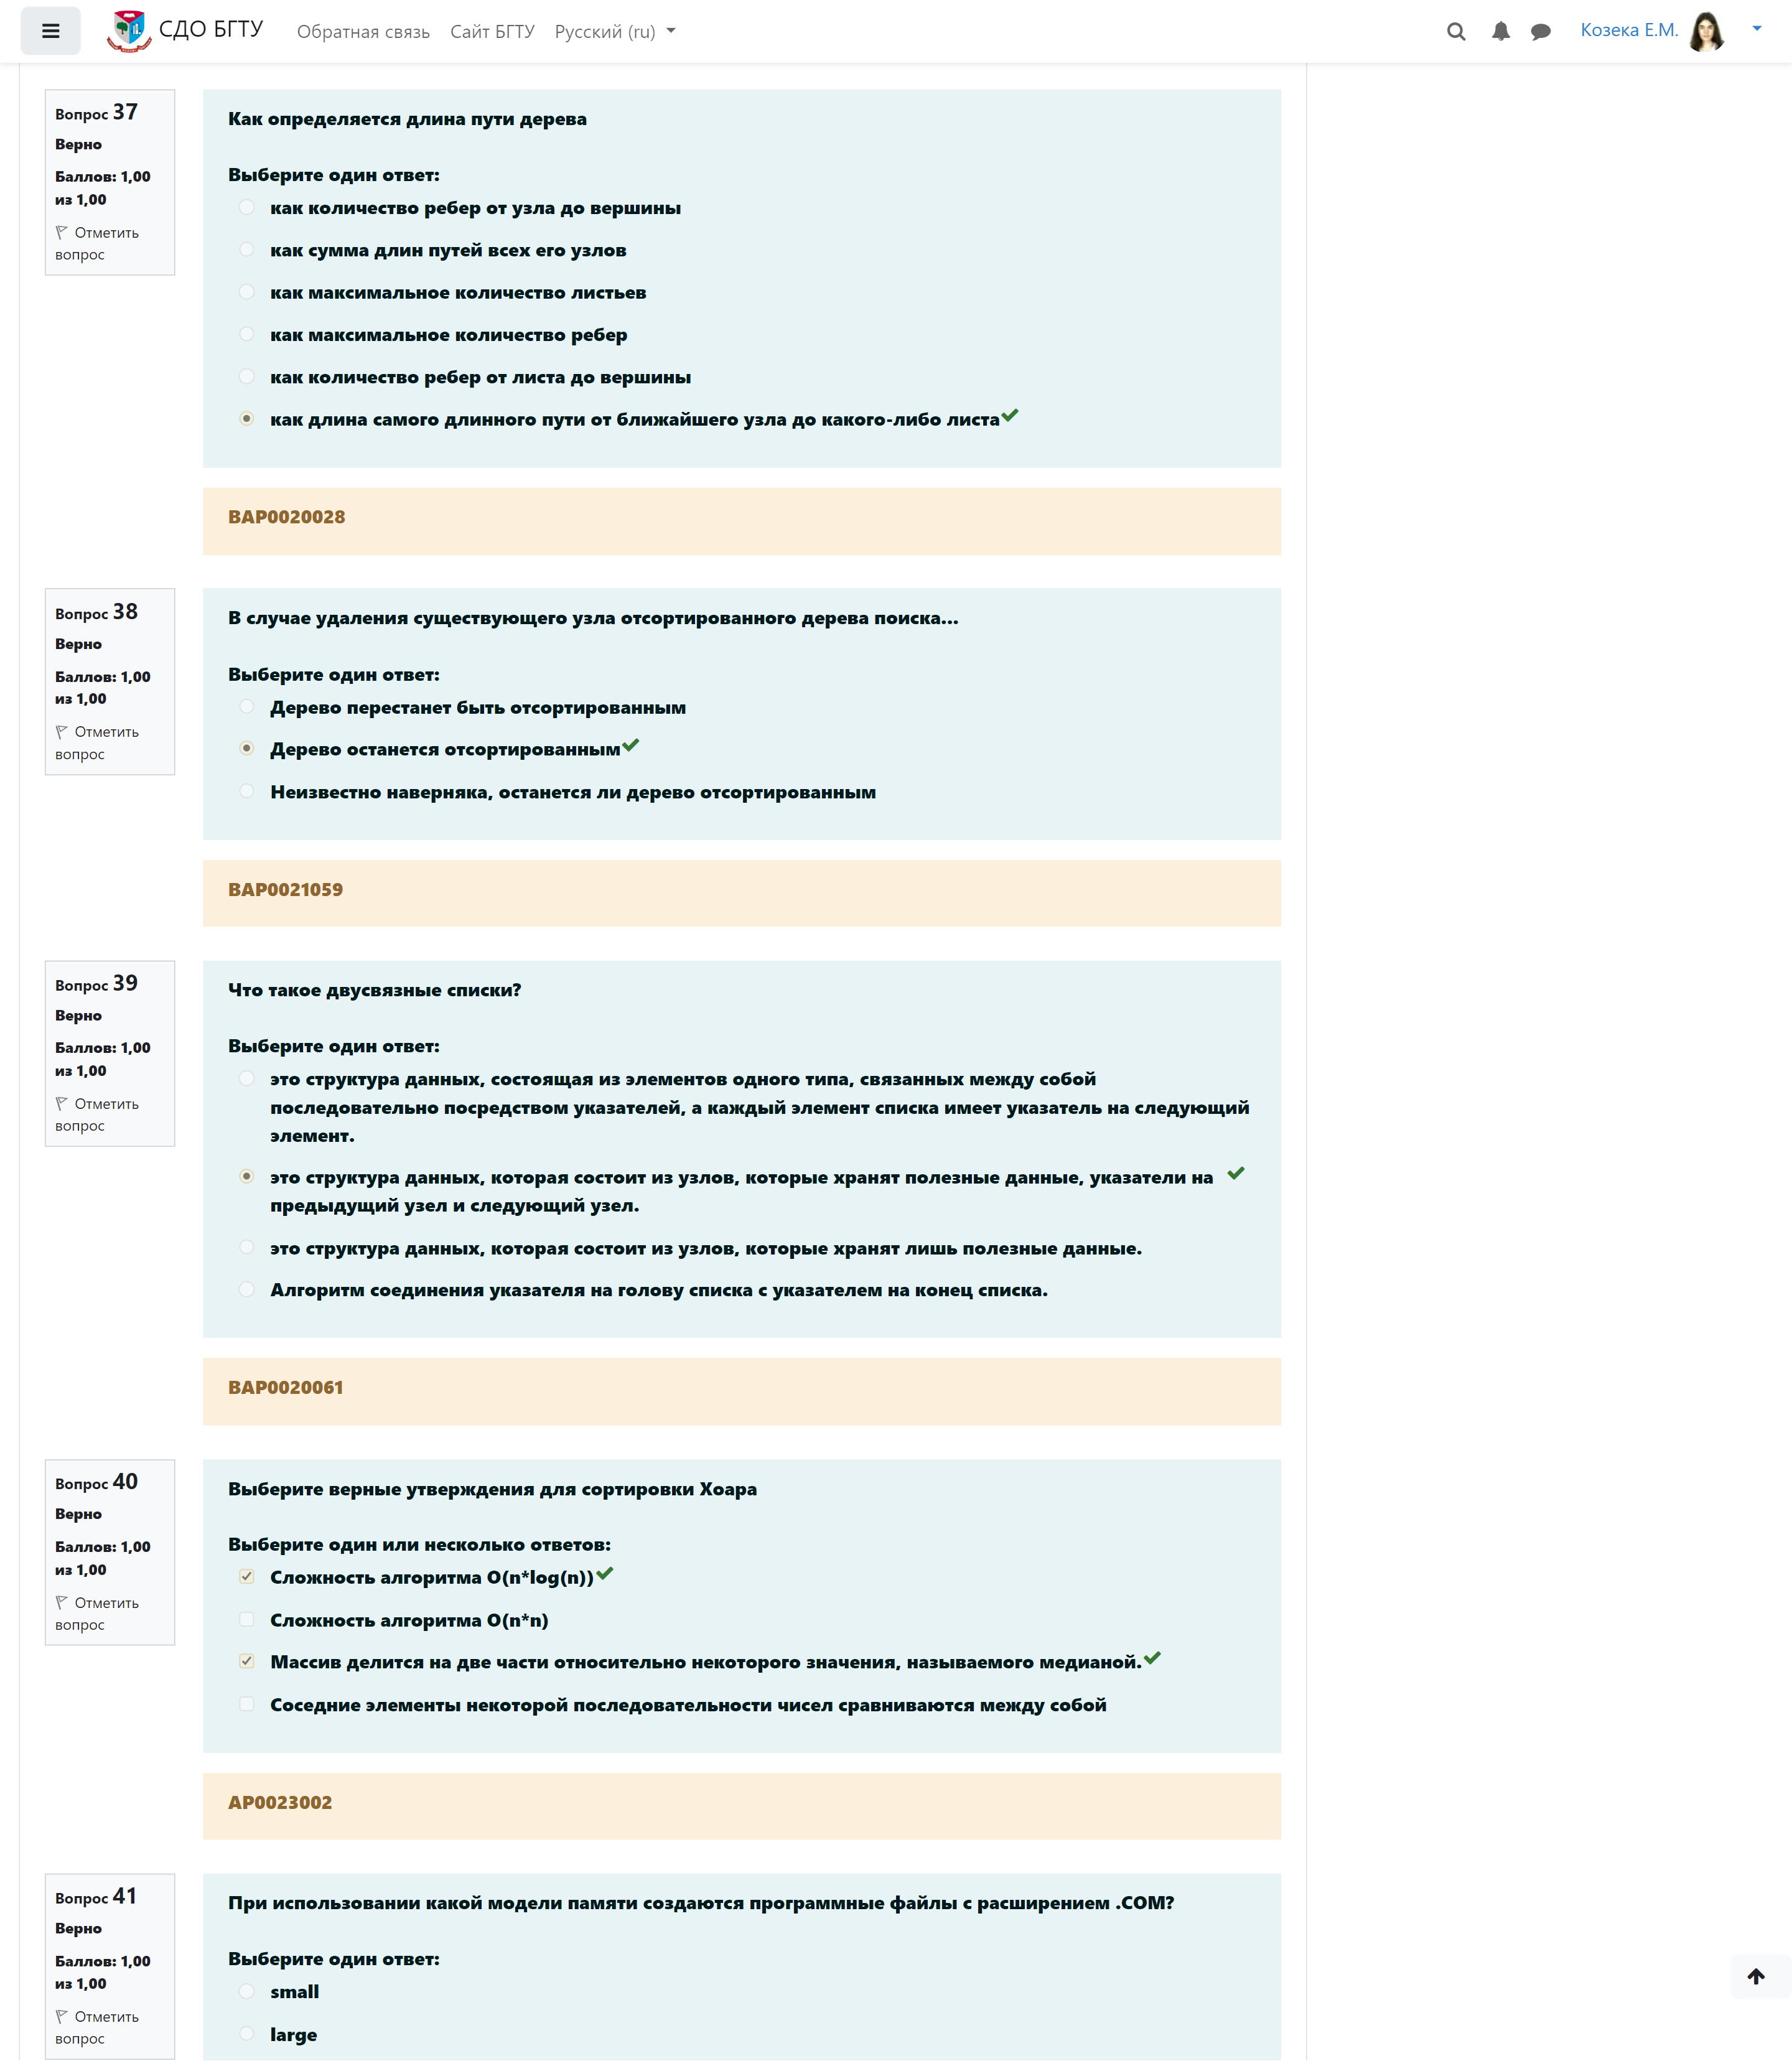 СДО БГТУ
Обратная связь
Сайт БГТУ
Русский (ru)
Козека Е.М.
Вопрос 37
Верно
Баллов: 1,00
из 1,00
Отметить
вопрос
Как определяется длина пути дерева
Выберите один ответ:
как количество ребер от узла до вершины
как сумма длин путей всех его узлов
как максимальное количество листьев
как максимальное количество ребер
как количество ребер от листа до вершины
как длина самого длинного пути от ближайшего узла до какого-либо листа
ВАР0020028
Вопрос 38
Верно
Баллов: 1,00
из 1,00
Отметить
вопрос
В случае удаления существующего узла отсортированного дерева поиска...
Выберите один ответ:
Дерево перестанет быть отсортированным
Дерево останется отсортированным
Неизвестно наверняка, останется ли дерево отсортированным
ВАР0021059
Вопрос 39
Верно
Баллов: 1,00
из 1,00
Отметить
вопрос
Что такое двусвязные списки?
Выберите один ответ:
это структура данных, состоящая из элементов одного типа, связанных между собой
последовательно посредством указателей, а каждый элемент списка имеет указатель на следующий
элемент.
это структура данных, которая состоит из узлов, которые хранят полезные данные, указатели на
предыдущий узел и следующий узел.
это структура данных, которая состоит из узлов, которые хранят лишь полезные данные.
Алгоритм соединения указателя на голову списка с указателем на конец списка.
ВАР0020061
Вопрос 40
Верно
Баллов: 1,00
из 1,00
Отметить
вопрос
Выберите верные утверждения для сортировки Хоара
Выберите один или несколько ответов:
Сложность алгоритма O(n*log(n))
Сложность алгоритма O(n*n)
Массив делится на две части относительно некоторого значения, называемого медианой.
Соседние элементы некоторой последовательности чисел сравниваются между собой
АР0023002
Вопрос 41
Верно
Баллов: 1,00
из 1,00
Отметить
вопрос
При использовании какой модели памяти создаются программные файлы с расширением .COM?
Выберите один ответ:
small
large